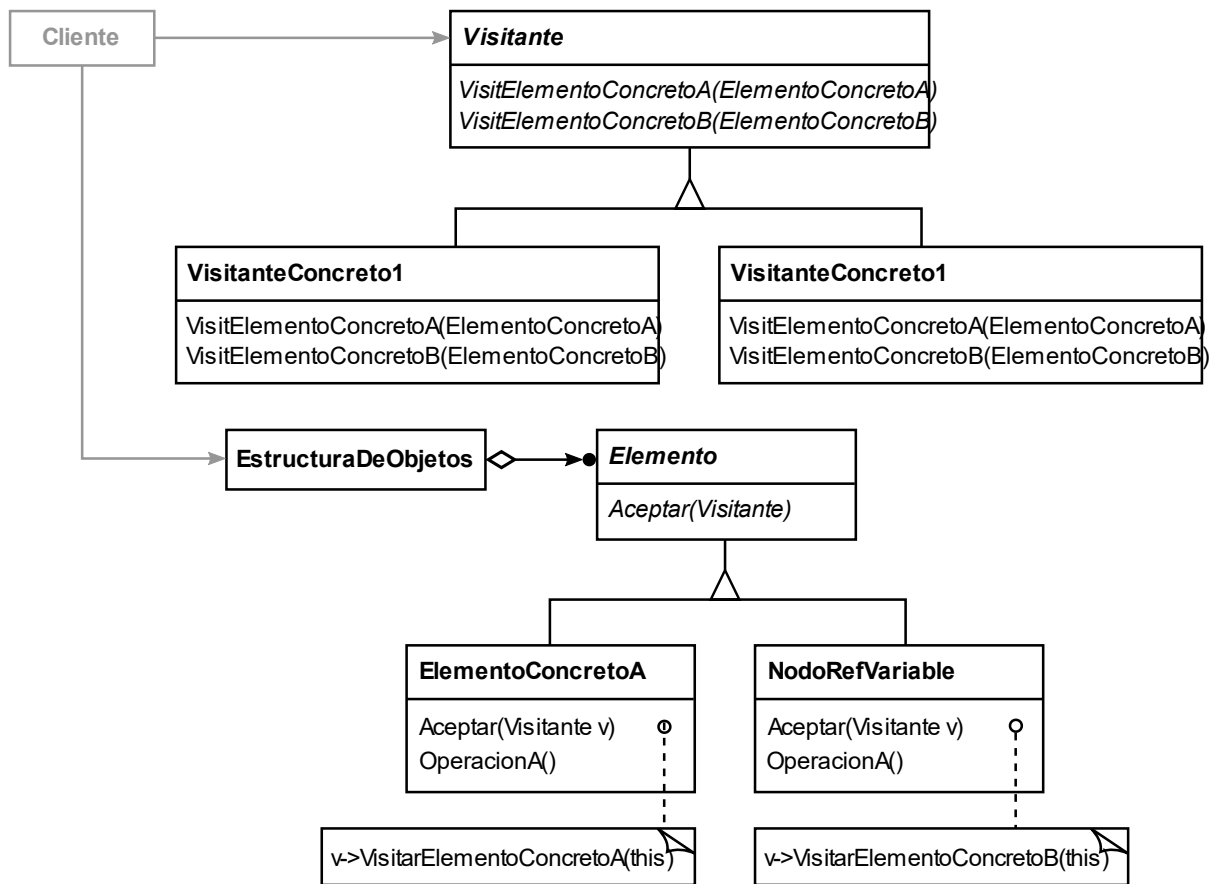 Cliente
Visitante
VisitElementoConcretoA(ElementoConcretoA)
VisitElementoConcretoB(ElementoConcretoB)
VisitanteConcreto1
VisitElementoConcretoA(ElementoConcretoA)
VisitElementoConcretoB(ElementoConcretoB)
VisitanteConcreto1
VisitElementoConcretoA(ElementoConcretoA)
VisitElementoConcretoB(ElementoConcretoB)
EstructuraDeObjetos
Elemento
Aceptar(Visitante)
ElementoConcretoA
Aceptar(Visitante v)
OperacionA()
NodoRefVariable
Aceptar(Visitante v)
OperacionA()
v->VisitarElementoConcretoA(this)
v->VisitarElementoConcretoB(this)